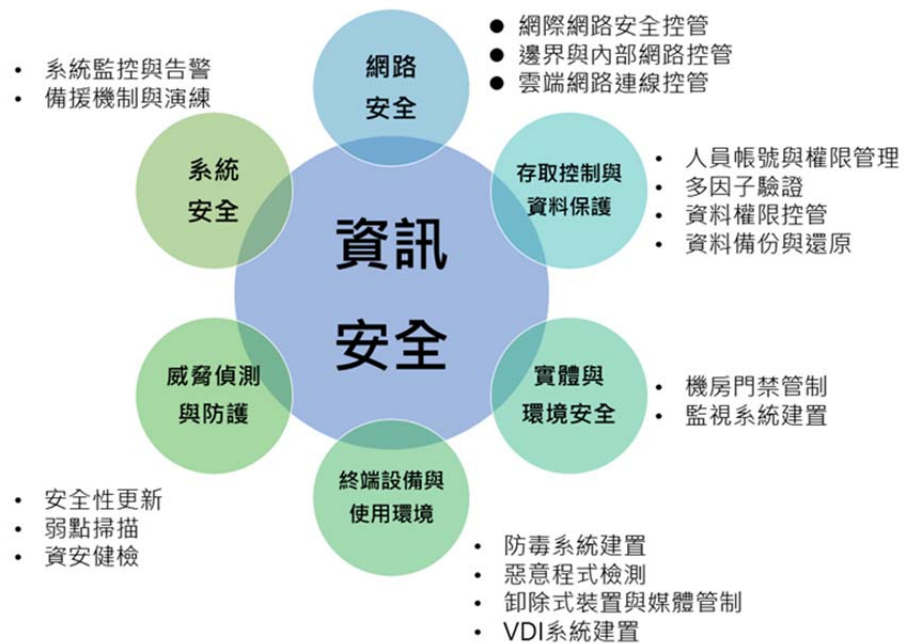 網路
安全
● 網際網路安全控管
● 邊界與內部網路控管
● 雲端網路連線控管
• 系統監控與告警
• 備援機制與演練
系統
安全
存取控制與
資料保護
• 人員帳號與權限管理
• 多因子驗證
• 資料權限控管
• 資料備份與還原
資訊
安全
威脅偵測
與防護
實體與
環境安全
• 機房門禁管制
• 監視系統建置
終端設備與
使用環境
• 安全性更新
• 弱點掃描
• 資安健檢
• 防毒系統建置
• 惡意程式檢測
• 卸除式裝置與媒體管制
• VDI系統建置